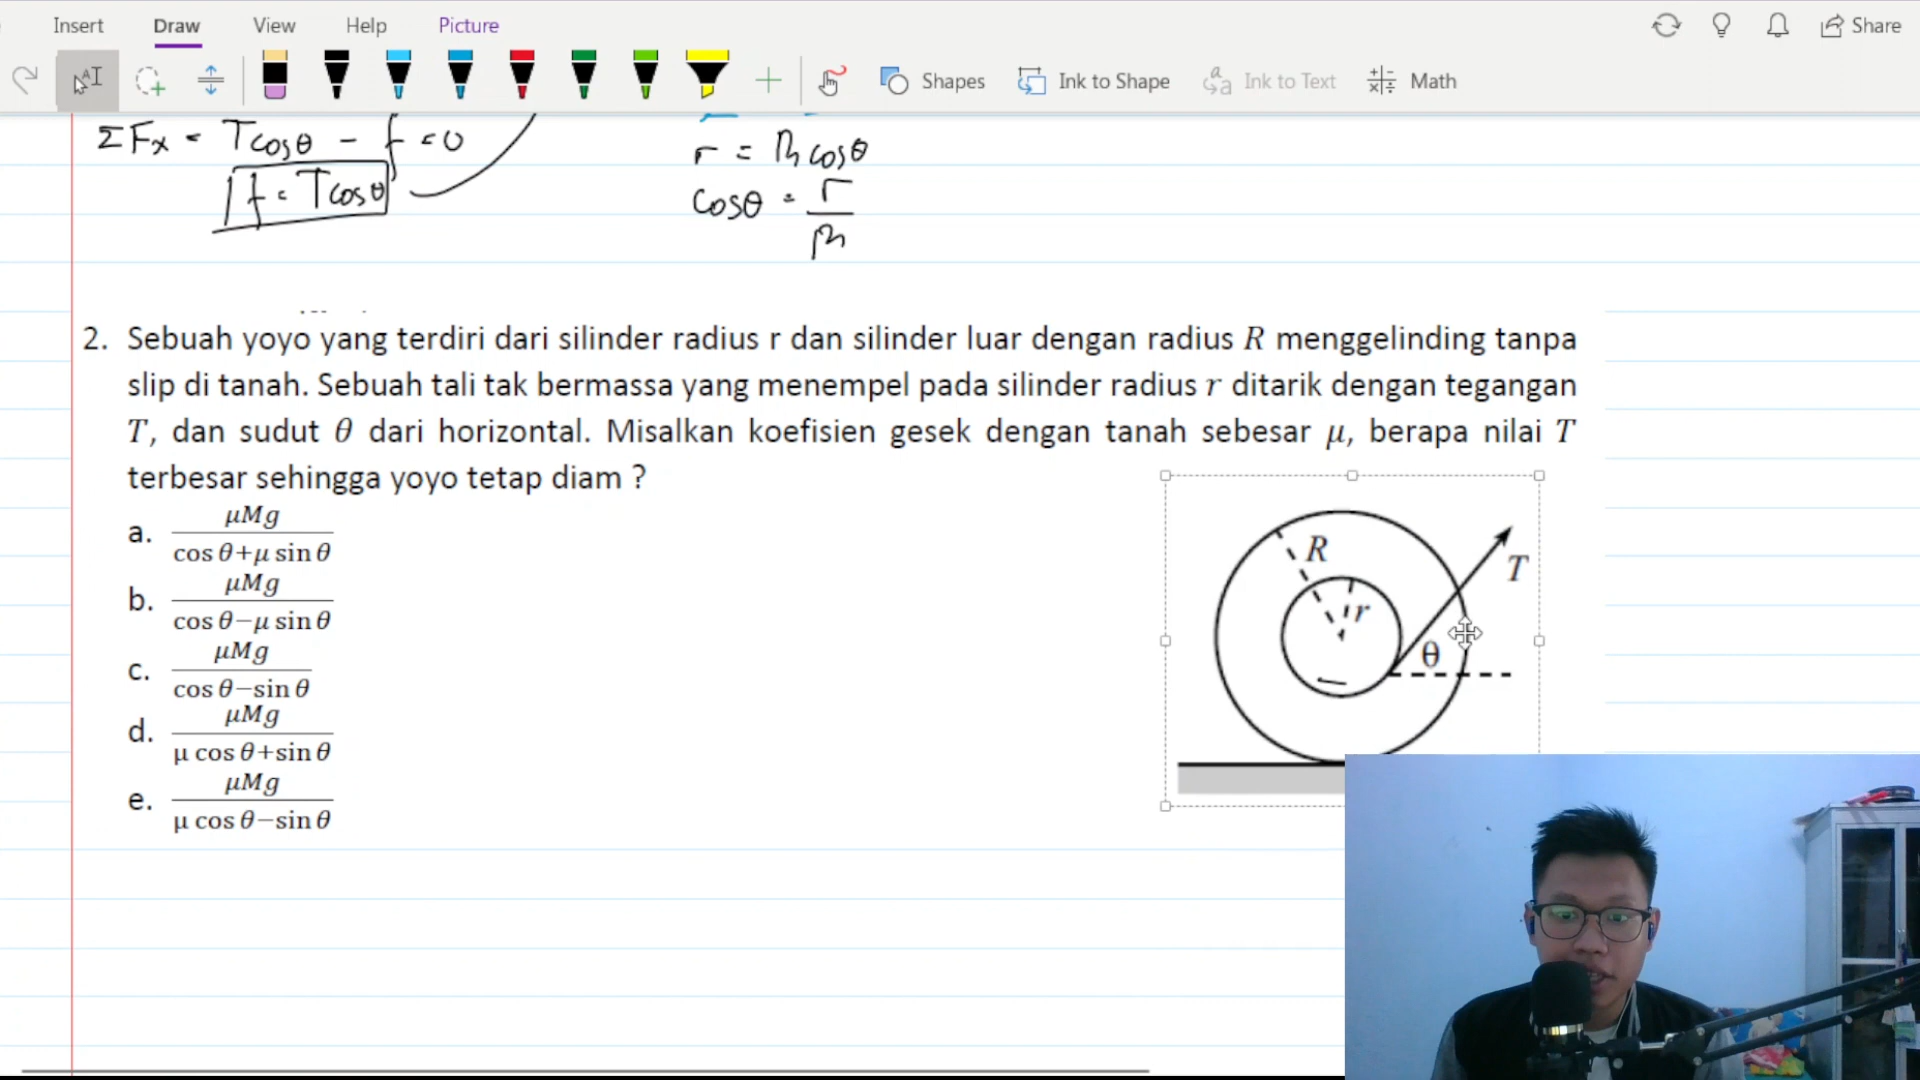 Insert Draw View Help Picture Share
Shapes Ink to Shape Ink to Text Math
ΣFx = Tcosθ - f = 0
f = Tcosθ
r = R cosθ
cosθ = r/R
2. Sebuah yoyo yang terdiri dari silinder radius r dan silinder luar dengan radius R menggelinding tanpa
slip di tanah. Sebuah tali tak bermassa yang menempel pada silinder radius r ditarik dengan tegangan
T, dan sudut θ dari horizontal. Misalkan koefisien gesek dengan tanah sebesar μ, berapa nilai T
terbesar sehingga yoyo tetap diam ?
a. μMg / cos θ+μ sin θ
b. μMg / cos θ−μ sin θ
c. μMg / cos θ−sin θ
d. μMg / μ cos θ+sin θ
e. μMg / μ cos θ−sin θ
R
T
r
θ